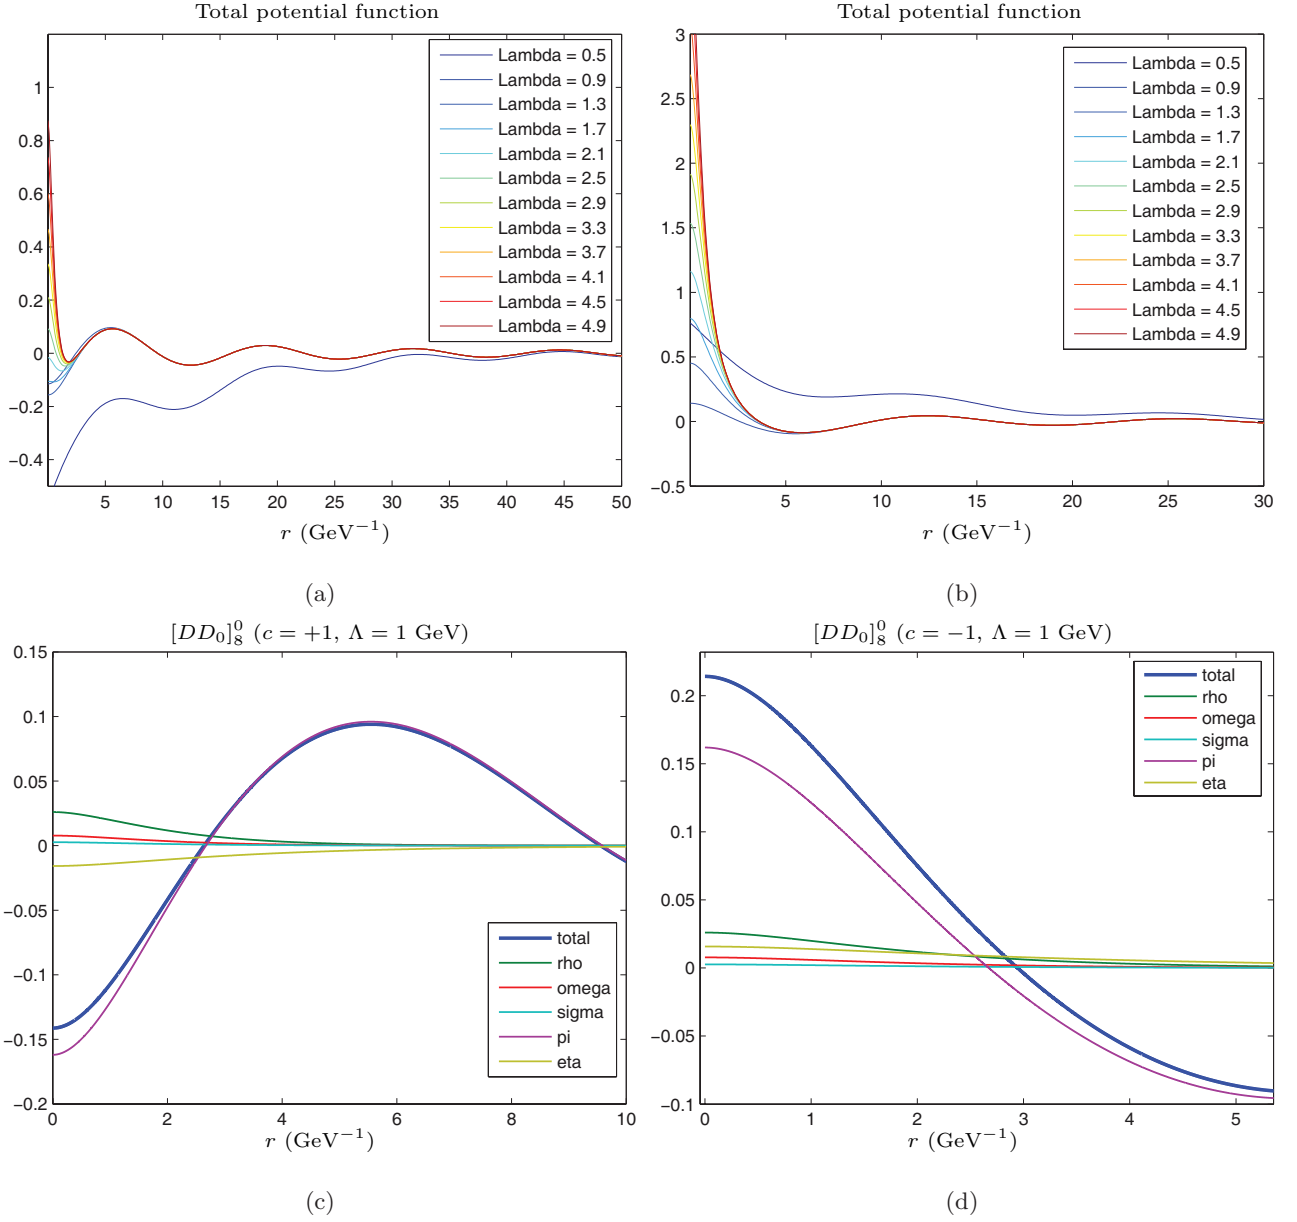 Total potential function
1
0.8
0.6
0.4
0.2
0
−0.2
−0.4
5 10 15 20 25 30 35 40 45 50
r (GeV−1)
Lambda = 0.5
Lambda = 0.9
Lambda = 1.3
Lambda = 1.7
Lambda = 2.1
Lambda = 2.5
Lambda = 2.9
Lambda = 3.3
Lambda = 3.7
Lambda = 4.1
Lambda = 4.5
Lambda = 4.9
(a)
Total potential function
3
2.5
2
1.5
1
0.5
0
−0.5
5 10 15 20 25 30
r (GeV−1)
Lambda = 0.5
Lambda = 0.9
Lambda = 1.3
Lambda = 1.7
Lambda = 2.1
Lambda = 2.5
Lambda = 2.9
Lambda = 3.3
Lambda = 3.7
Lambda = 4.1
Lambda = 4.5
Lambda = 4.9
(b)
[DD0]08 (c = +1, Λ = 1 GeV)
0.15
0.1
0.05
0
−0.05
−0.1
−0.15
−0.2
0 2 4 6 8 10
r (GeV−1)
total
rho
omega
sigma
pi
eta
(c)
[DD0]08 (c = −1, Λ = 1 GeV)
0.2
0.15
0.1
0.05
0
−0.05
−0.1
0 1 2 3 4 5
r (GeV−1)
total
rho
omega
sigma
pi
eta
(d)